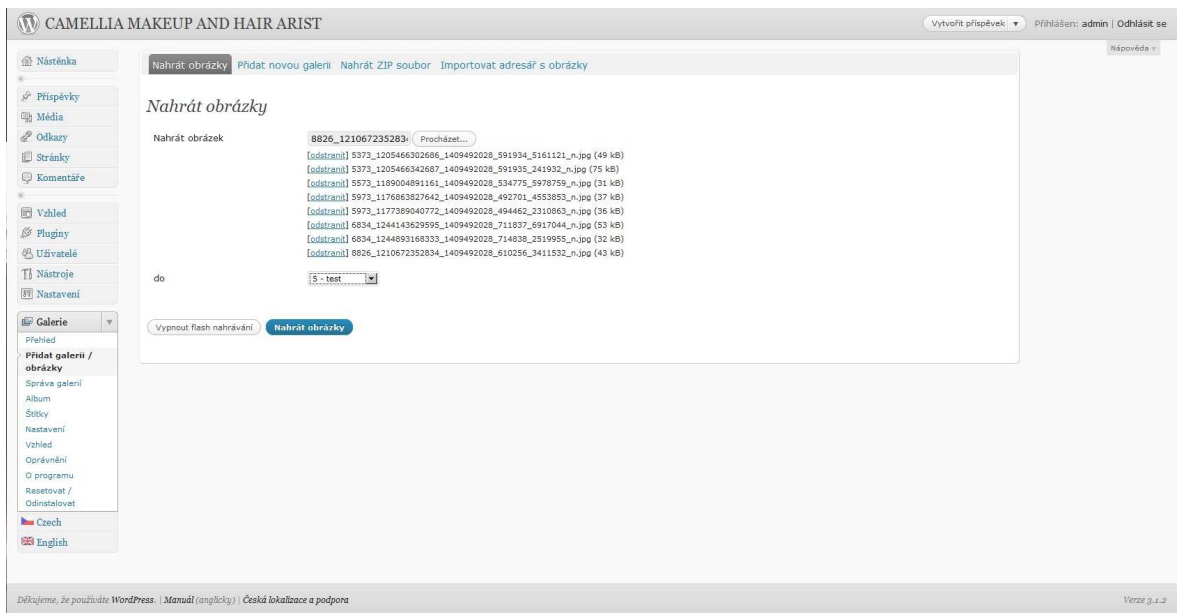 CAMELLIA MAKEUP AND HAIR ARIST
Vytvořit příspěvek
Přihlášen: admin | Odhlásit se
Nápověda
Nástěnka
Příspěvky
Média
Odkazy
Stránky
Komentáře
Vzhled
Pluginy
Uživatelé
Nástroje
Nastavení
Galerie
Přehled
Přidat galerii /
obrázky
Správa galerií
Album
Štítky
Nastavení
Vzhled
Oprávnění
O programu
Resetovat /
Odinstalovat
Czech
English
Nahrát obrázky Přidat novou galerii Nahrát ZIP soubor Importovat adresář s obrázky
Nahrát obrázky
Nahrát obrázek
8826_121067235283 Procházet...
[odstranit] 5373_1205466302686_1409492028_591934_5161121_n.jpg (49 kB)
[odstranit] 5373_1205466342687_1409492028_591935_241932_n.jpg (75 kB)
[odstranit] 5573_1189004891161_1409492028_534775_5978759_n.jpg (31 kB)
[odstranit] 5973_1176863827642_1409492028_492701_4553853_n.jpg (37 kB)
[odstranit] 5973_1177389040772_1409492028_494462_2310863_n.jpg (36 kB)
[odstranit] 6834_1244143629595_1409492028_711837_6917044_n.jpg (53 kB)
[odstranit] 6834_1244893168333_1409492028_714838_2519955_n.jpg (32 kB)
[odstranit] 8826_1210672352834_1409492028_610256_3411532_n.jpg (43 kB)
do
5 - test
Vypnout flash nahrávání Nahrát obrázky
Děkujeme, že používáte WordPress. | Manuál (anglicky) | Česká lokalizace a podpora
Verze 3.1.2